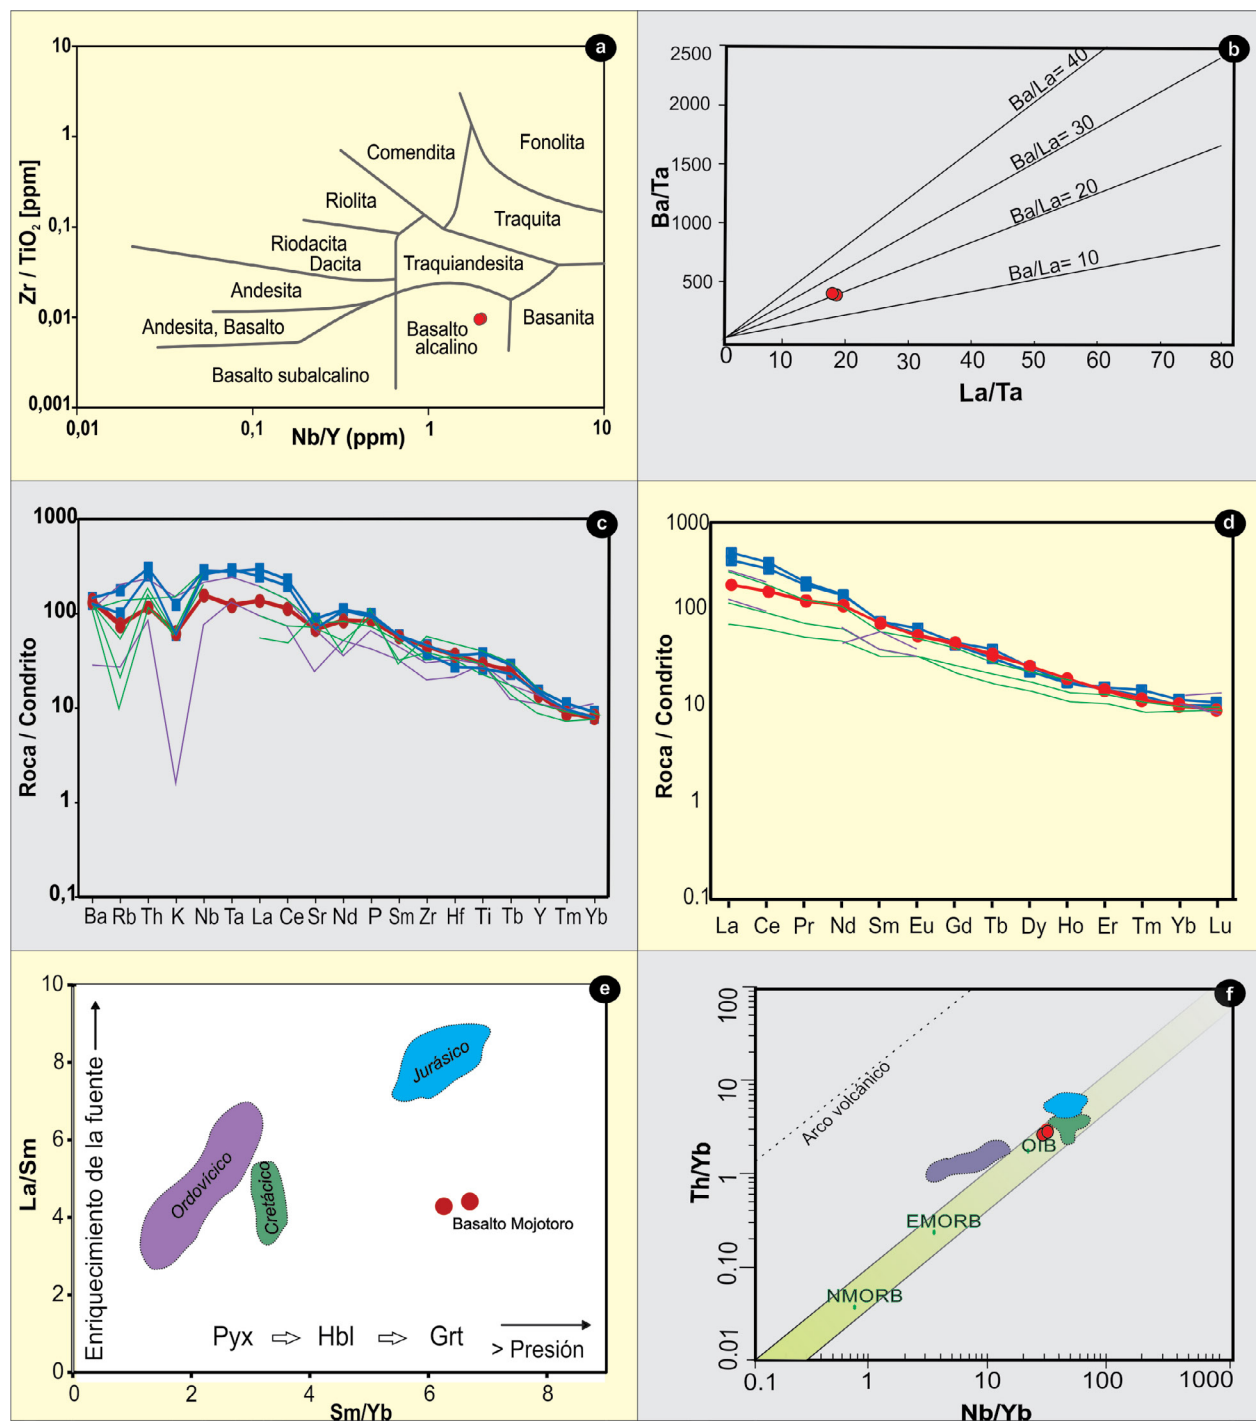 a
10
1
0,1
0,01
0,001
Zr / TiO2 [ppm]
Comendita
Fonolita
Riolita
Traquita
Riodacita
Dacita
Traquiandesita
Andesita
Andesita, Basalto
Basalto
alcalino
Basanita
Basalto subalcalino
0,01
0,1
1
10
Nb/Y (ppm)
b
2500
2000
1500
1000
500
Ba/Ta
Ba/La= 40
Ba/La= 30
Ba/La= 20
Ba/La= 10
0
10
20
30
40
50
60
70
80
La/Ta
c
1000
100
10
1
0,1
Roca / Condrito
Ba Rb Th K Nb Ta La Ce Sr Nd P Sm Zr Hf Ti Tb Y Tm Yb
d
1000
100
10
1
0.1
Roca / Condrito
La Ce Pr Nd Sm Eu Gd Tb Dy Ho Er Tm Yb Lu
e
10
8
6
4
2
0
La/Sm
Enriquecimiento de la fuente
Jurásico
Ordovícico
Cretácico
Basalto Mojotoro
Pyx ⇨ Hbl ⇨ Grt
> Presión
0
2
4
6
8
Sm/Yb
f
100
10
1
0.10
0.01
Th/Yb
Arco volcánico
OIB
EMORB
NMORB
0.1
1
10
100
1000
Nb/Yb